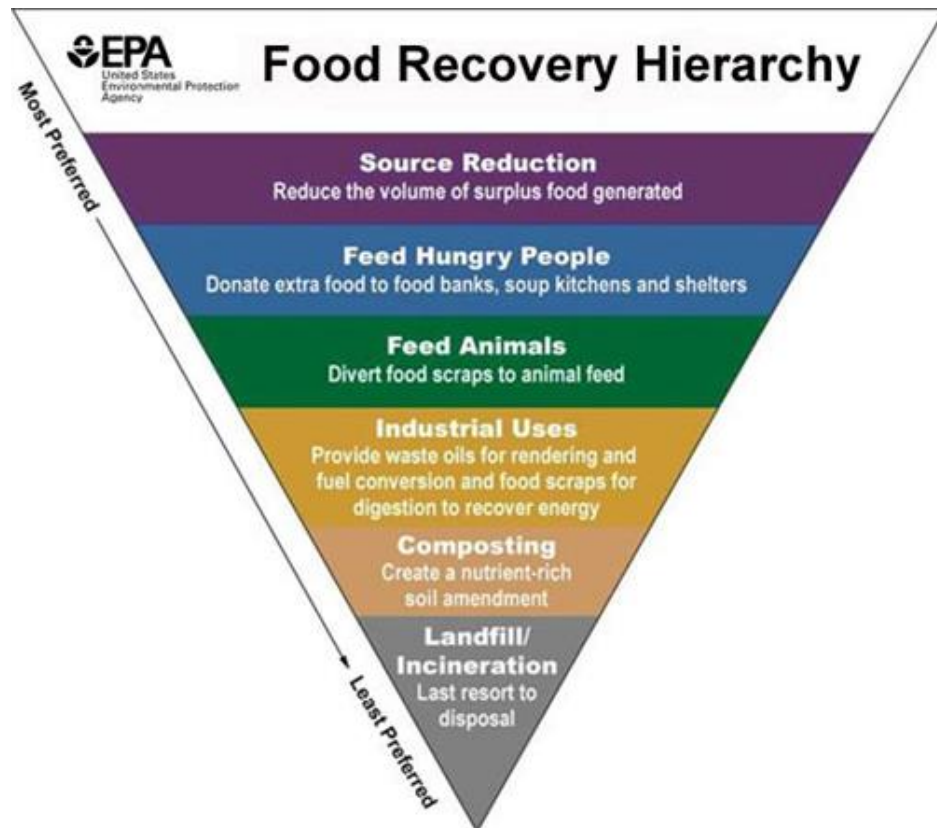 EPA
United States
Environmental Protection
Agency
Food Recovery Hierarchy
Most Preferred
Source Reduction
Reduce the volume of surplus food generated
Feed Hungry People
Donate extra food to food banks, soup kitchens and shelters
Feed Animals
Divert food scraps to animal feed
Industrial Uses
Provide waste oils for rendering and
fuel conversion and food scraps for
digestion to recover energy
Composting
Create a nutrient-rich
soil amendment
Landfill/
Incineration
Last resort to
disposal
Least Preferred